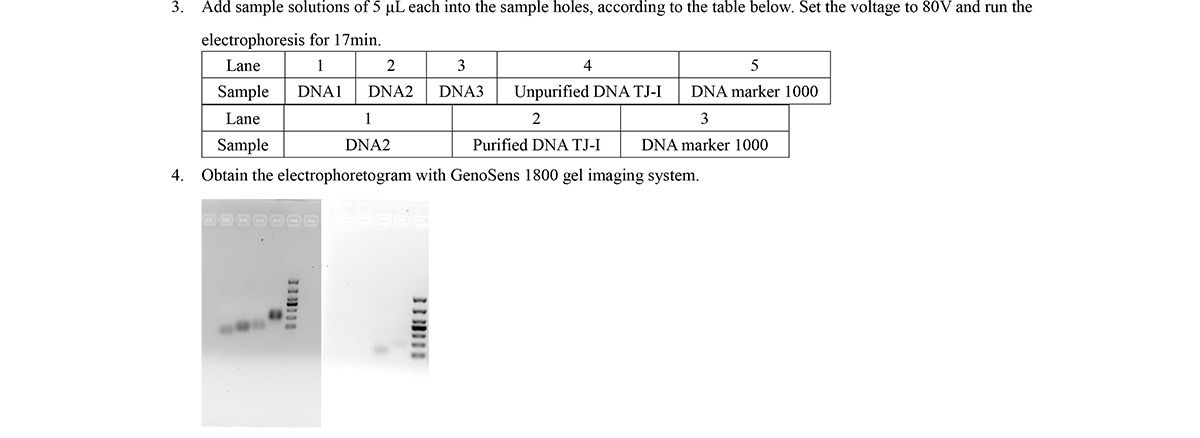 3. Add sample solutions of 5 μL each into the sample holes, according to the table below. Set the voltage to 80V and run the
electrophoresis for 17min.
Lane 1 2 3 4 5
Sample DNA1 DNA2 DNA3 Unpurified DNA TJ-I DNA marker 1000
Lane 1 2 3
Sample DNA2 Purified DNA TJ-I DNA marker 1000
4. Obtain the electrophoretogram with GenoSens 1800 gel imaging system.